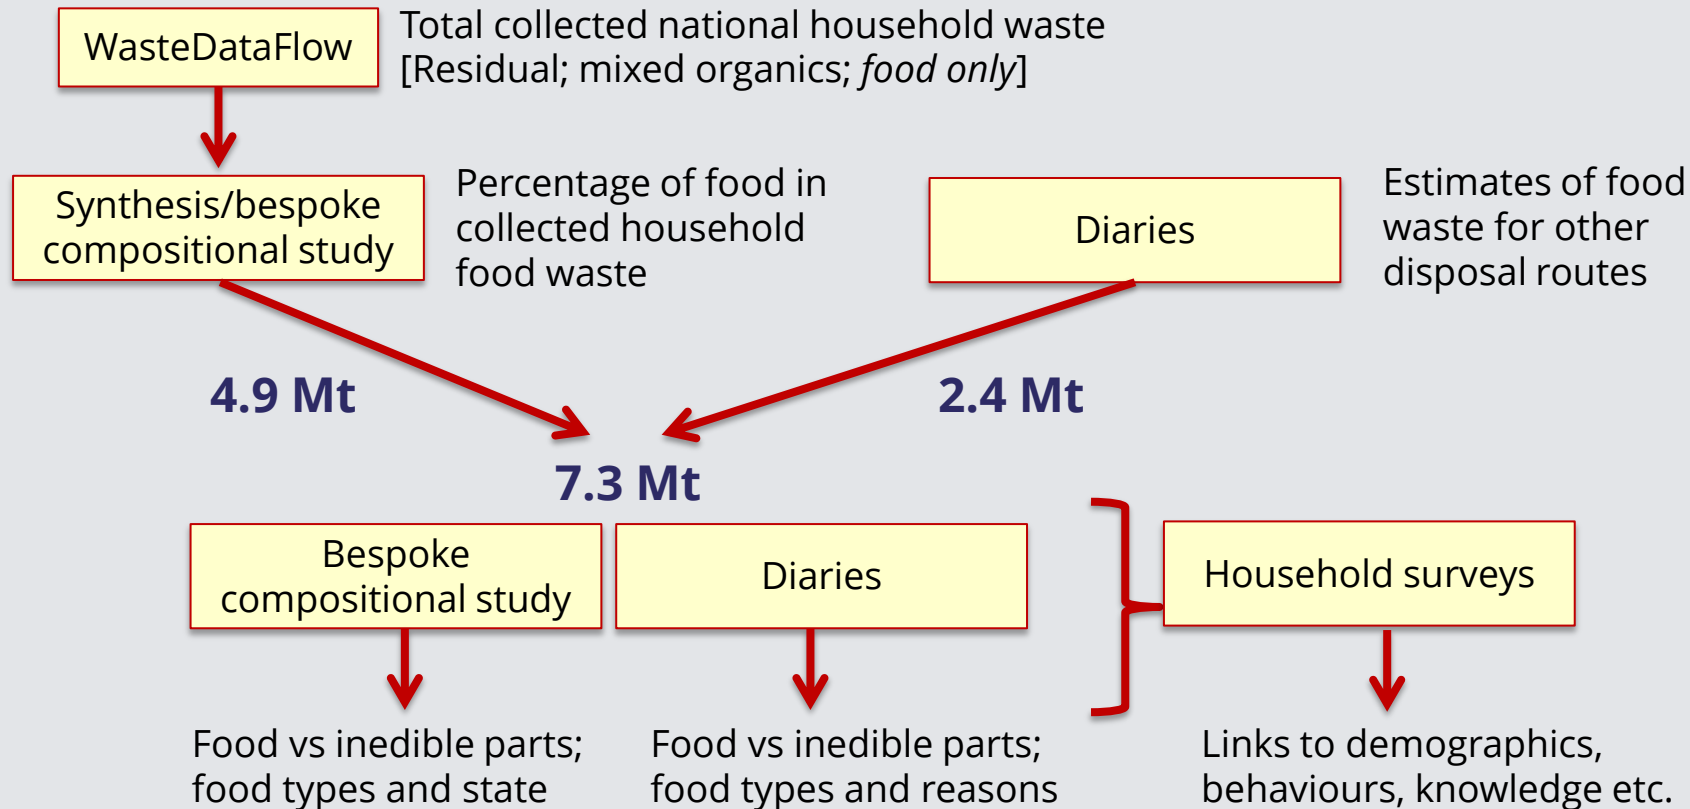 WasteDataFlow
Total collected national household waste
[Residual; mixed organics; food only]
Synthesis/bespoke
compositional study
Percentage of food in
collected household
food waste
Diaries
Estimates of food
waste for other
disposal routes
4.9 Mt
2.4 Mt
7.3 Mt
Bespoke
compositional study
Diaries
Household surveys
Food vs inedible parts;
food types and state
Food vs inedible parts;
food types and reasons
Links to demographics,
behaviours, knowledge etc.